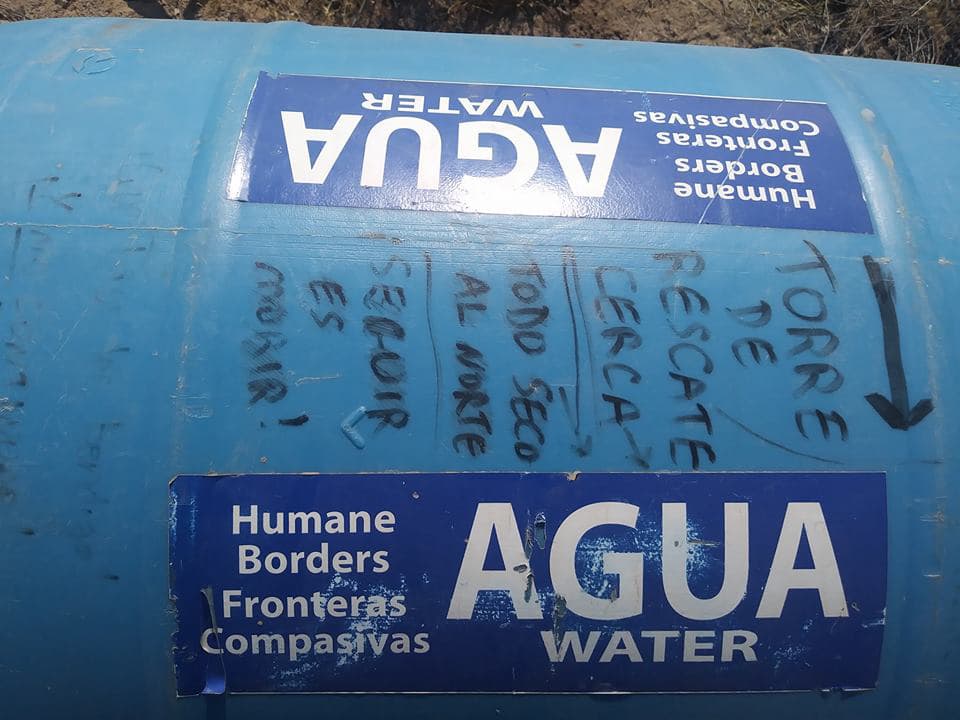 Humane
Borders
Fronteras
Compasivas
AGUA
WATER
TORRE
DE
RESCATE
CERCA
TODO SECO
AL NORTE
SEGUIR
ES
MORIR!
Humane
Borders
Fronteras
Compasivas
AGUA
WATER